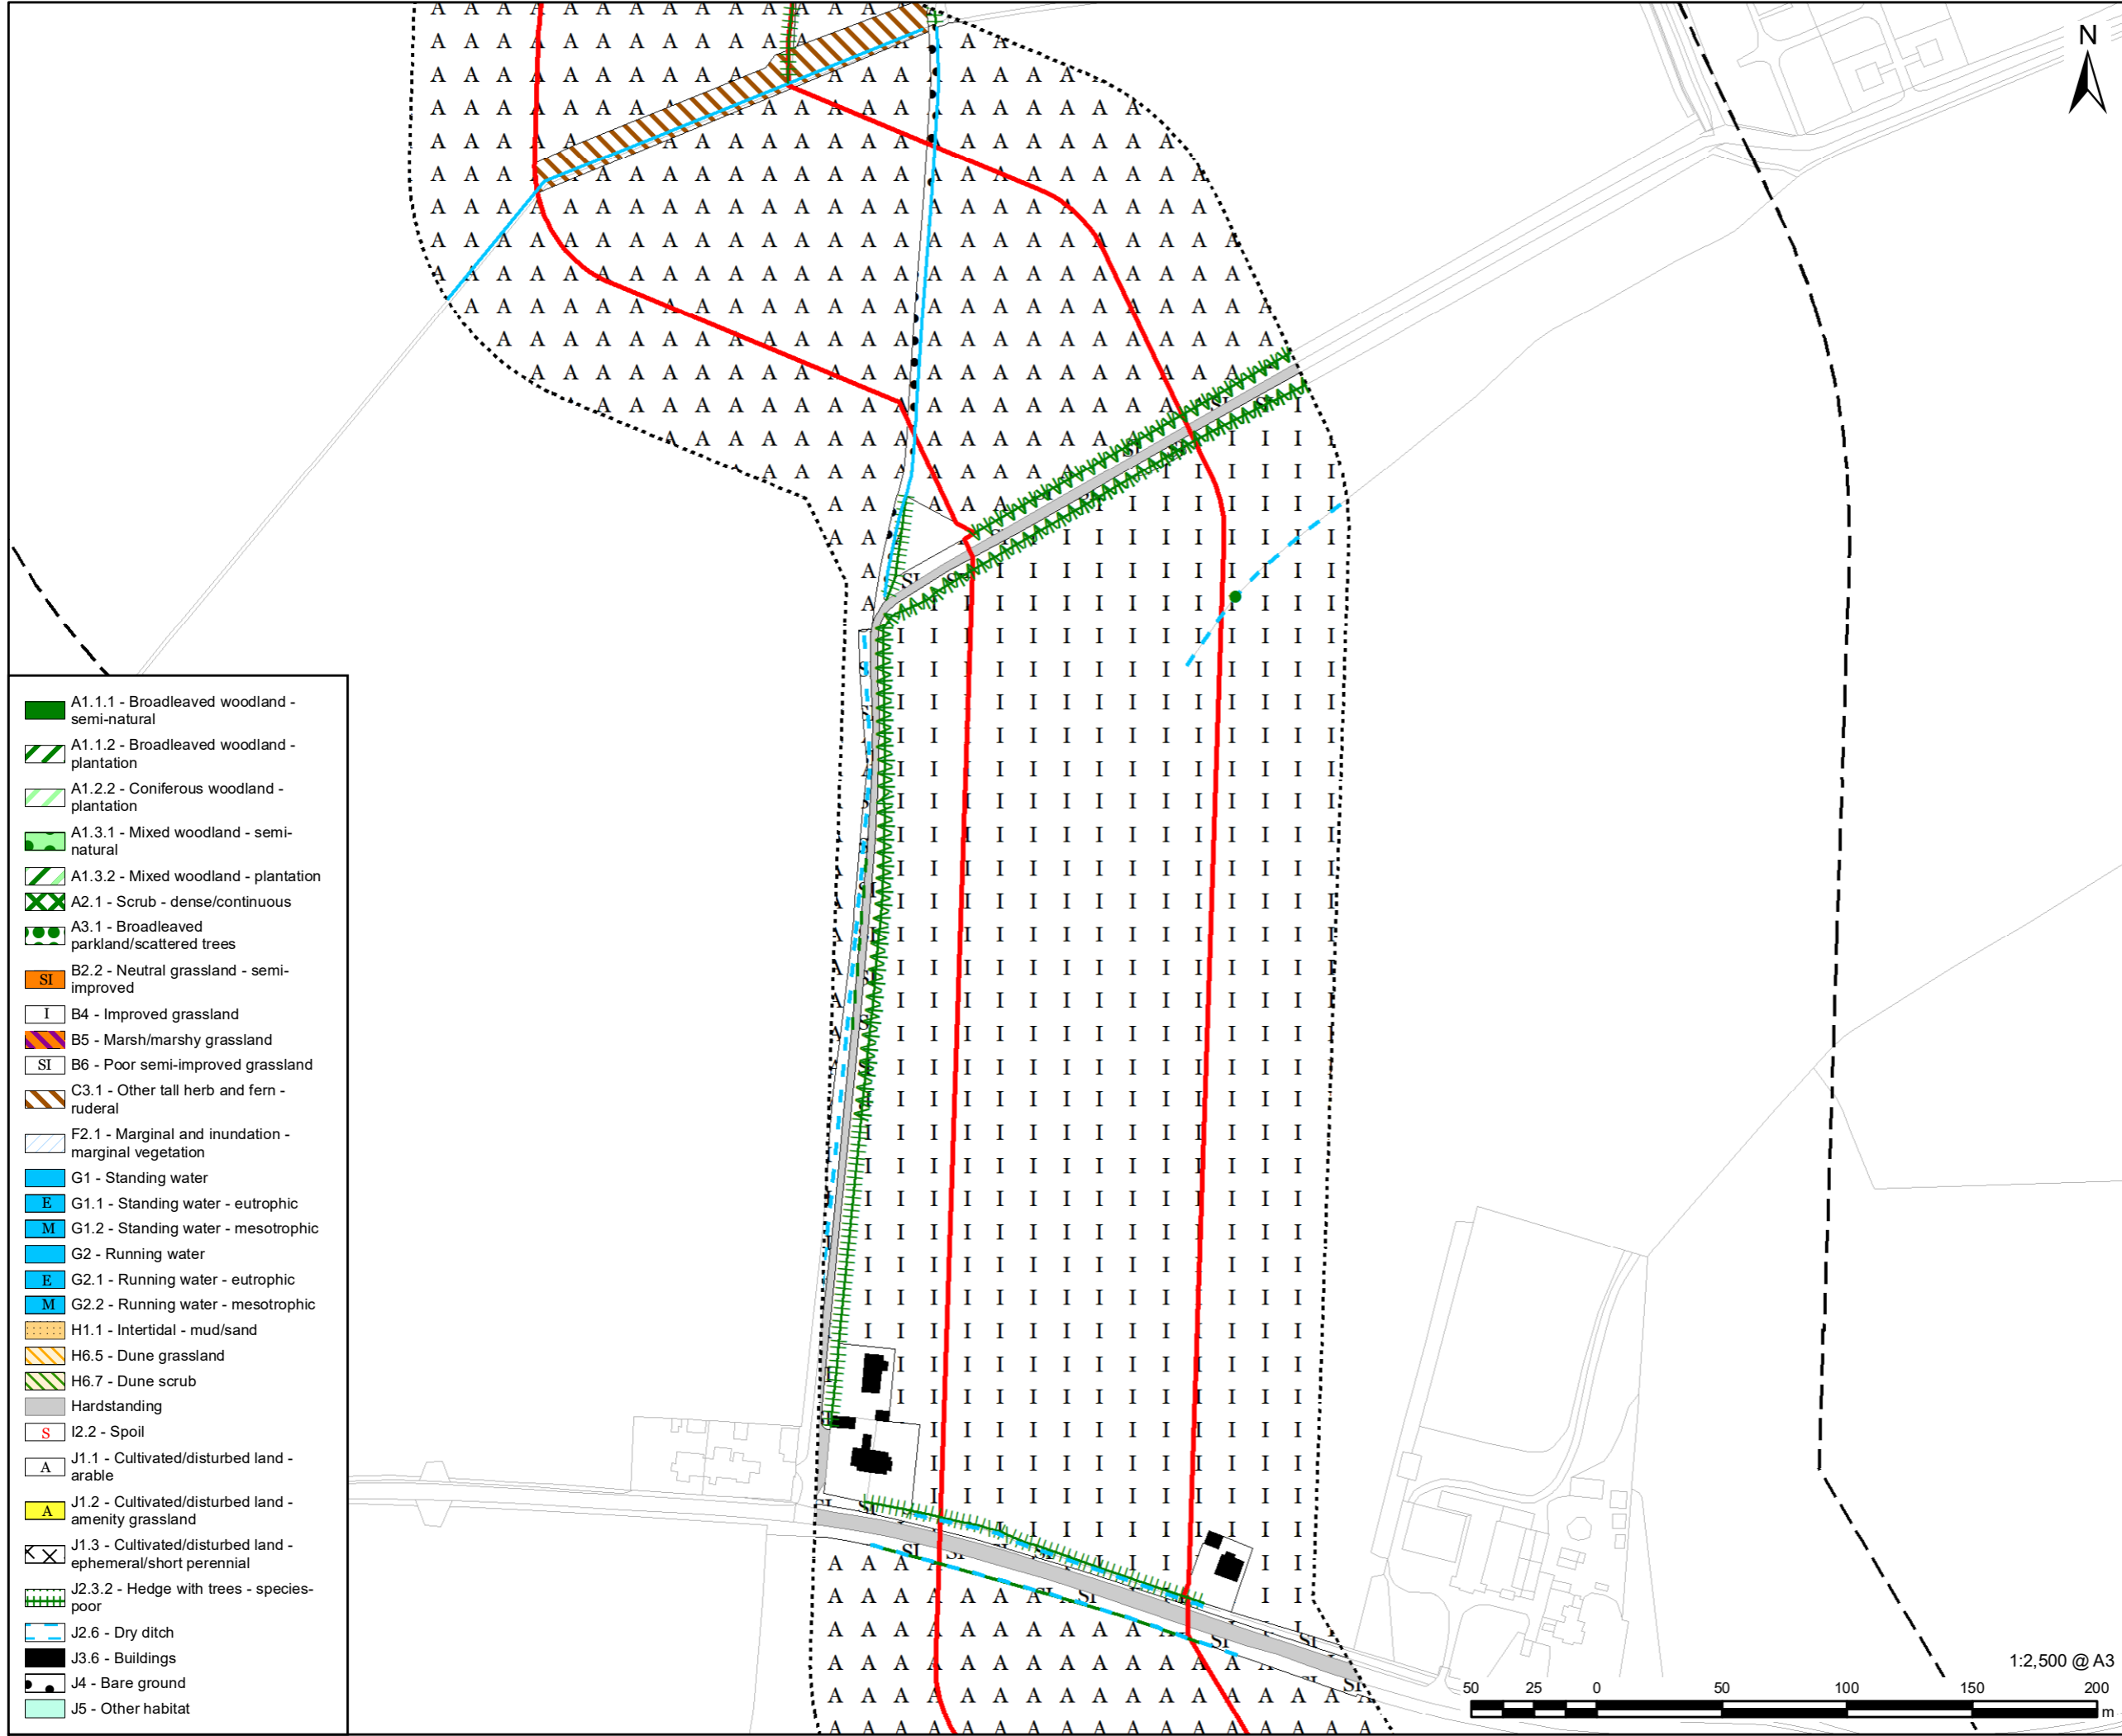 N
A1.1.1 - Broadleaved woodland -
semi-natural
A1.1.2 - Broadleaved woodland -
plantation
A1.2.2 - Coniferous woodland -
plantation
A1.3.1 - Mixed woodland - semi-
natural
A1.3.2 - Mixed woodland - plantation
A2.1 - Scrub - dense/continuous
A3.1 - Broadleaved
parkland/scattered trees
SI B2.2 - Neutral grassland - semi-
improved
I B4 - Improved grassland
B5 - Marsh/marshy grassland
SI B6 - Poor semi-improved grassland
C3.1 - Other tall herb and fern -
ruderal
F2.1 - Marginal and inundation -
marginal vegetation
G1 - Standing water
E G1.1 - Standing water - eutrophic
M G1.2 - Standing water - mesotrophic
G2 - Running water
E G2.1 - Running water - eutrophic
M G2.2 - Running water - mesotrophic
H1.1 - Intertidal - mud/sand
H6.5 - Dune grassland
H6.7 - Dune scrub
Hardstanding
S I2.2 - Spoil
A J1.1 - Cultivated/disturbed land -
arable
A J1.2 - Cultivated/disturbed land -
amenity grassland
J1.3 - Cultivated/disturbed land -
ephemeral/short perennial
J2.3.2 - Hedge with trees - species-
poor
J2.6 - Dry ditch
J3.6 - Buildings
J4 - Bare ground
J5 - Other habitat
1:2,500 @ A3
50 25 0 50 100 150 200
m